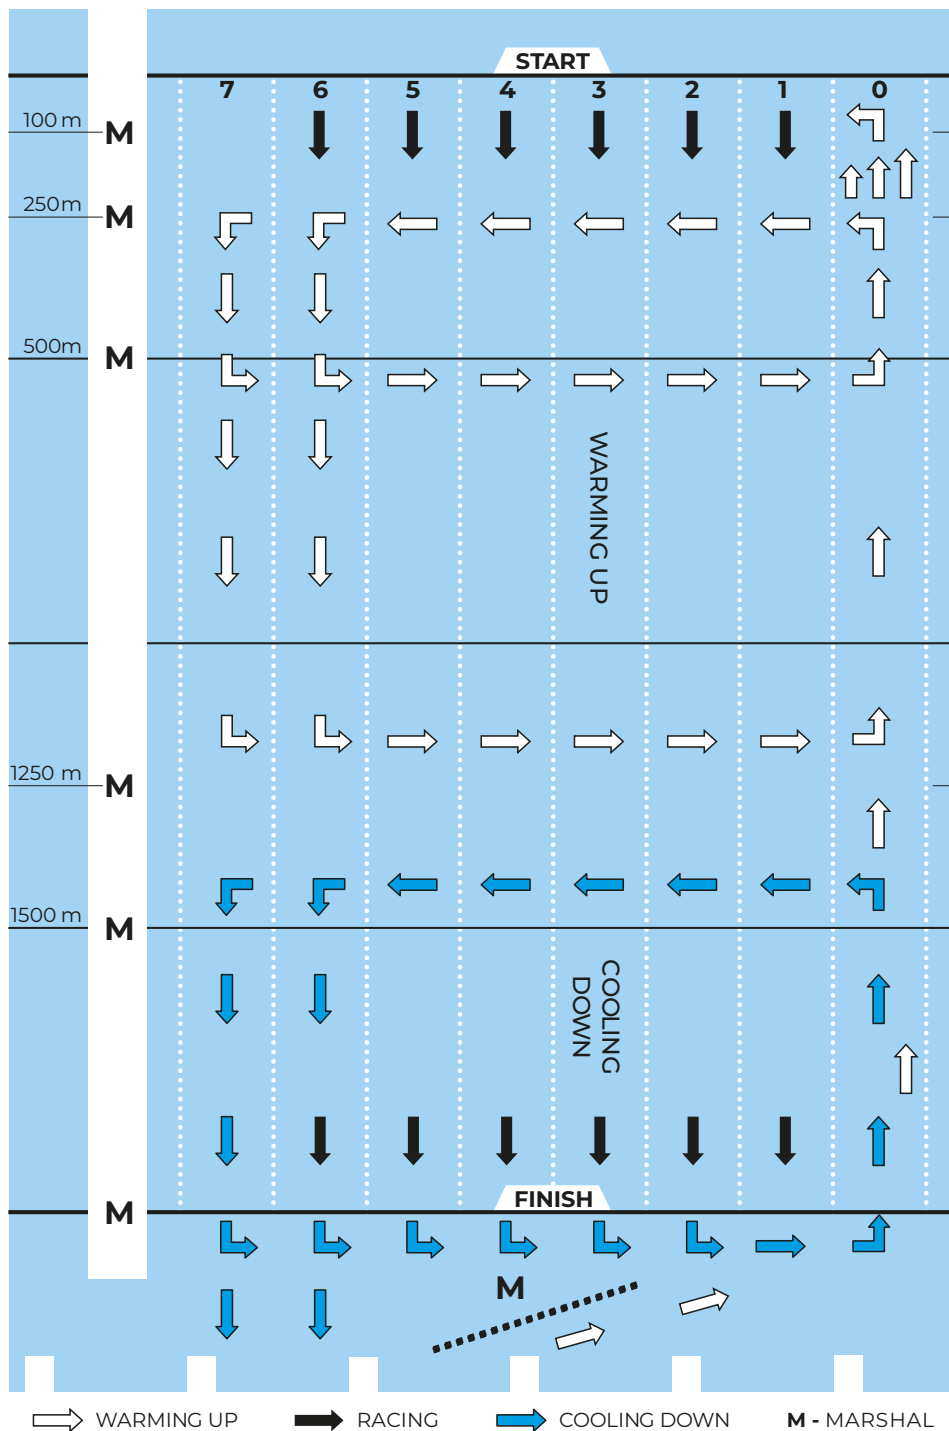 START
7 6 5 4 3 2 1 0
100 m M
250m M
500m M
WARMING UP
1250 m M
1500 m M
COOLING
DOWN
FINISH
M
M
WARMING UP RACING COOLING DOWN M - MARSHAL